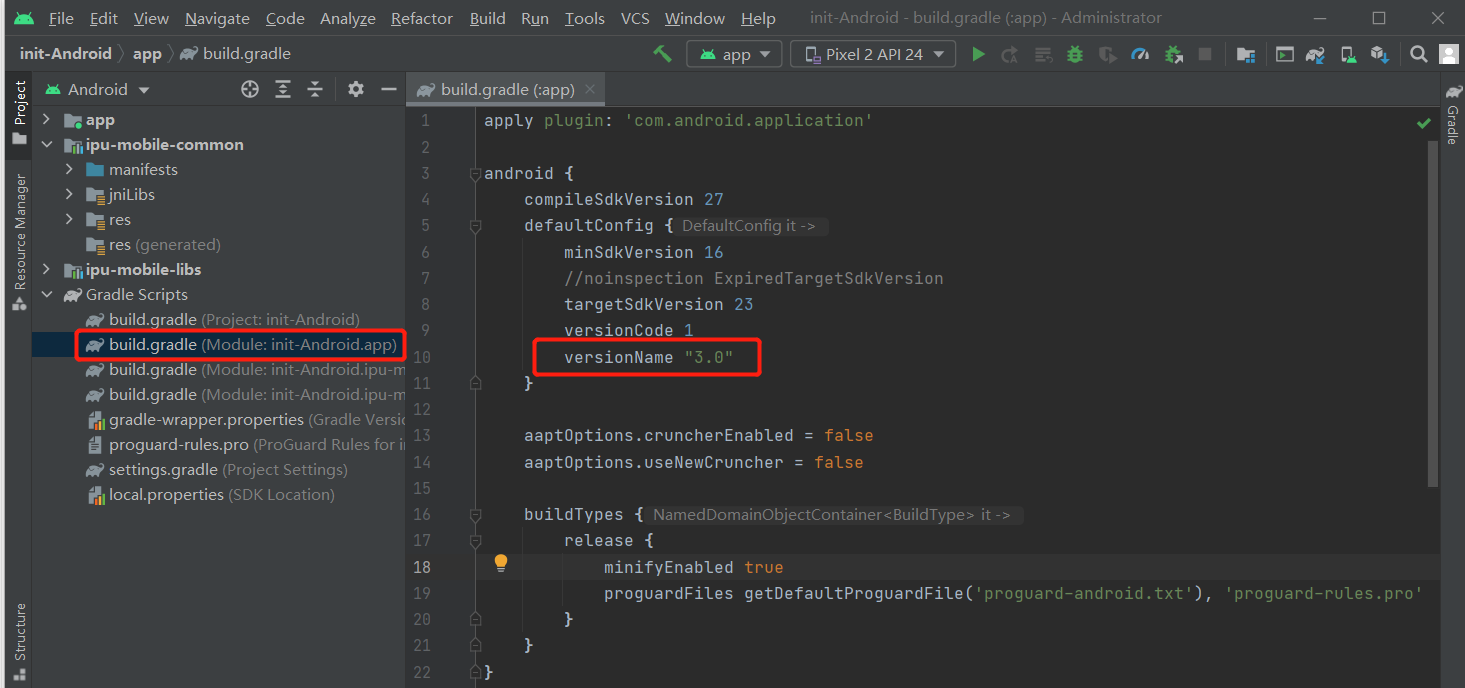 File Edit View Navigate Code Analyze Refactor Build Run Tools VCS Window Help init-Android - build.gradle (:app) - Administrator
init-Android app build.gradle app Pixel 2 API 24
Project
Resource Manager
Structure
Android
app
ipu-mobile-common
manifests
jniLibs
res
res (generated)
ipu-mobile-libs
Gradle Scripts
build.gradle (Project: init-Android)
build.gradle (Module: init-Android.app)
build.gradle (Module: init-Android.ipu-m
build.gradle (Module: init-Android.ipu-m
gradle-wrapper.properties (Gradle Versio
proguard-rules.pro (ProGuard Rules for i
settings.gradle (Project Settings)
local.properties (SDK Location)
build.gradle (:app)
1 apply plugin: 'com.android.application'
2
3 android {
4 compileSdkVersion 27
5 defaultConfig { DefaultConfig it ->
6 minSdkVersion 16
7 //noinspection ExpiredTargetSdkVersion
8 targetSdkVersion 23
9 versionCode 1
10 versionName "3.0"
11 }
12
13 aaptOptions.cruncherEnabled = false
14 aaptOptions.useNewCruncher = false
15
16 buildTypes { NamedDomainObjectContainer<BuildType> it ->
17 release {
18 minifyEnabled true
19 proguardFiles getDefaultProguardFile('proguard-android.txt'), 'proguard-rules.pro'
20 }
21 }
22 }
Gradle